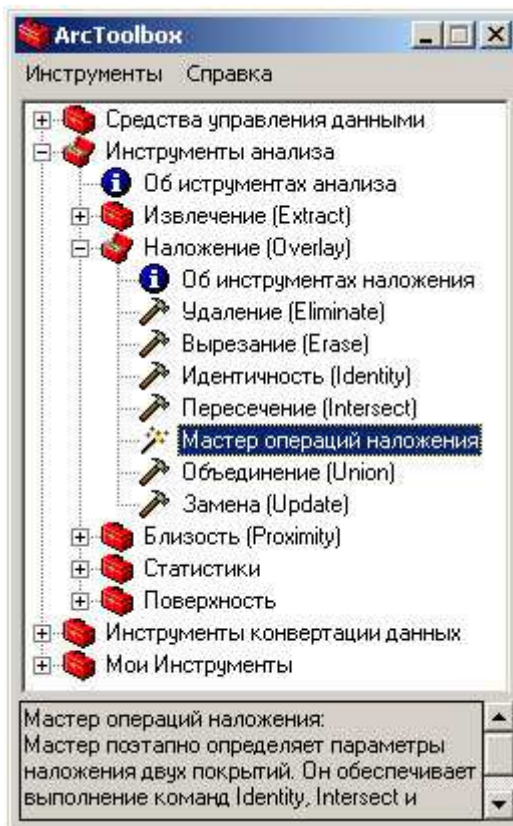 ArcToolbox
Инструменты Справка
Средства управления данными
Инструменты анализа
Об иструментах анализа
Извлечение (Extract)
Наложение (Overlay)
Об инструментах наложения
Удаление (Eliminate)
Вырезание (Erase)
Идентичность (Identity)
Пересечение (Intersect)
Мастер операций наложения
Объединение (Union)
Замена (Update)
Близость (Proximity)
Статистики
Поверхность
Инструменты конвертации данных
Мои Инструменты
Мастер операций наложения:
Мастер поэтапно определяет параметры
наложения двух покрытий. Он обеспечивает
выполнение команд Identity, Intersect и